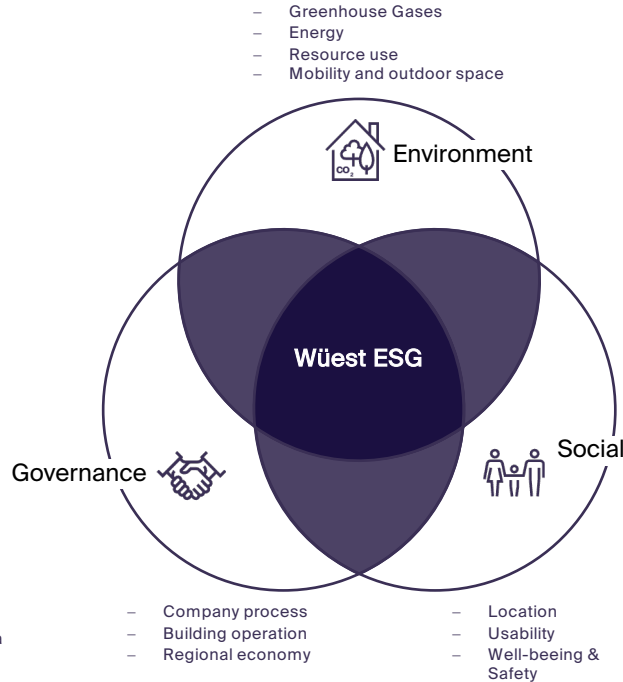 – Greenhouse Gases
– Energy
– Resource use
– Mobility and outdoor space
Environment
CO2
Wüest ESG
Governance
Social
– Company process
– Building operation
– Regional economy
– Location
– Usability
– Well-beeing &
Safety